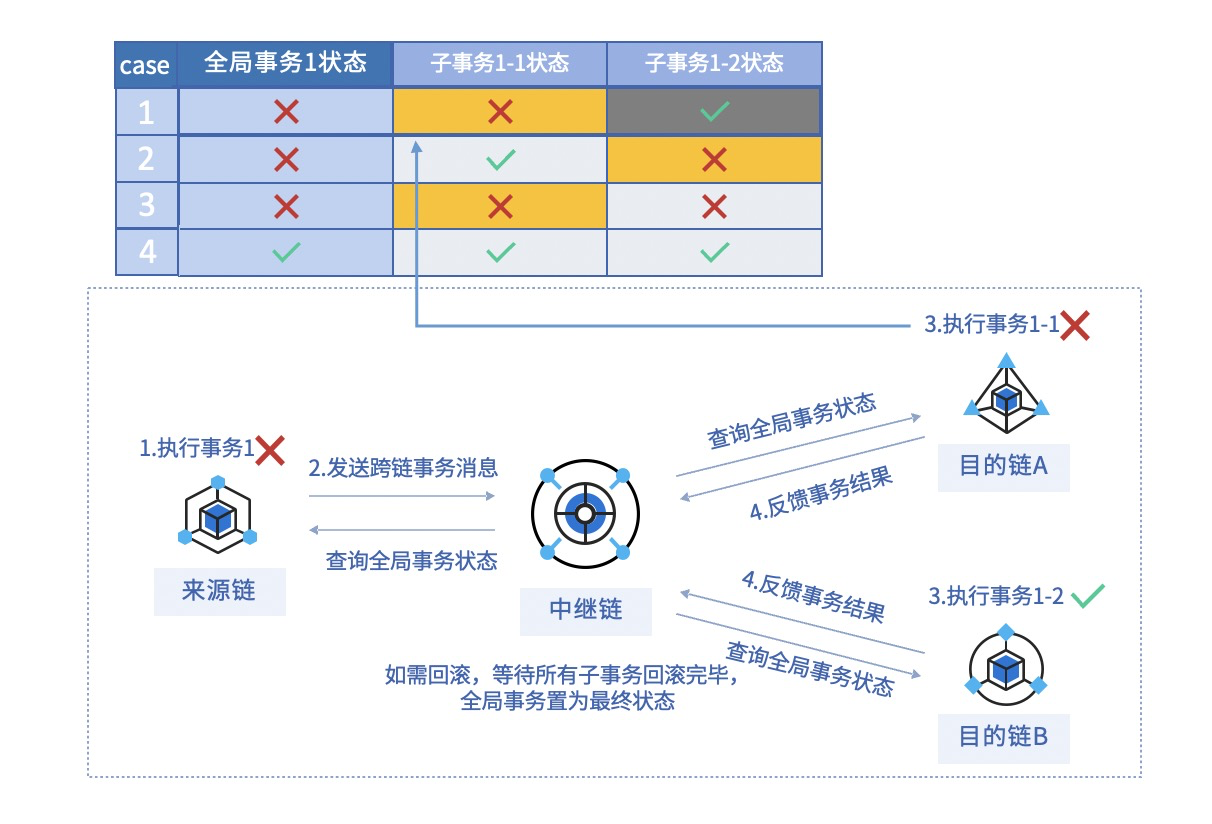 case 全局事务1状态 子事务1-1状态 子事务1-2状态
1
2
3
4
3.执行事务1-1
查询全局事务状态
1.执行事务1
2.发送跨链事务消息
目的链A
4.反馈事务结果
查询全局事务状态
来源链
中继链
4.反馈事务结果
3.执行事务1-2
查询全局事务状态
如需回滚，等待所有子事务回滚完毕，
全局事务置为最终状态
目的链B